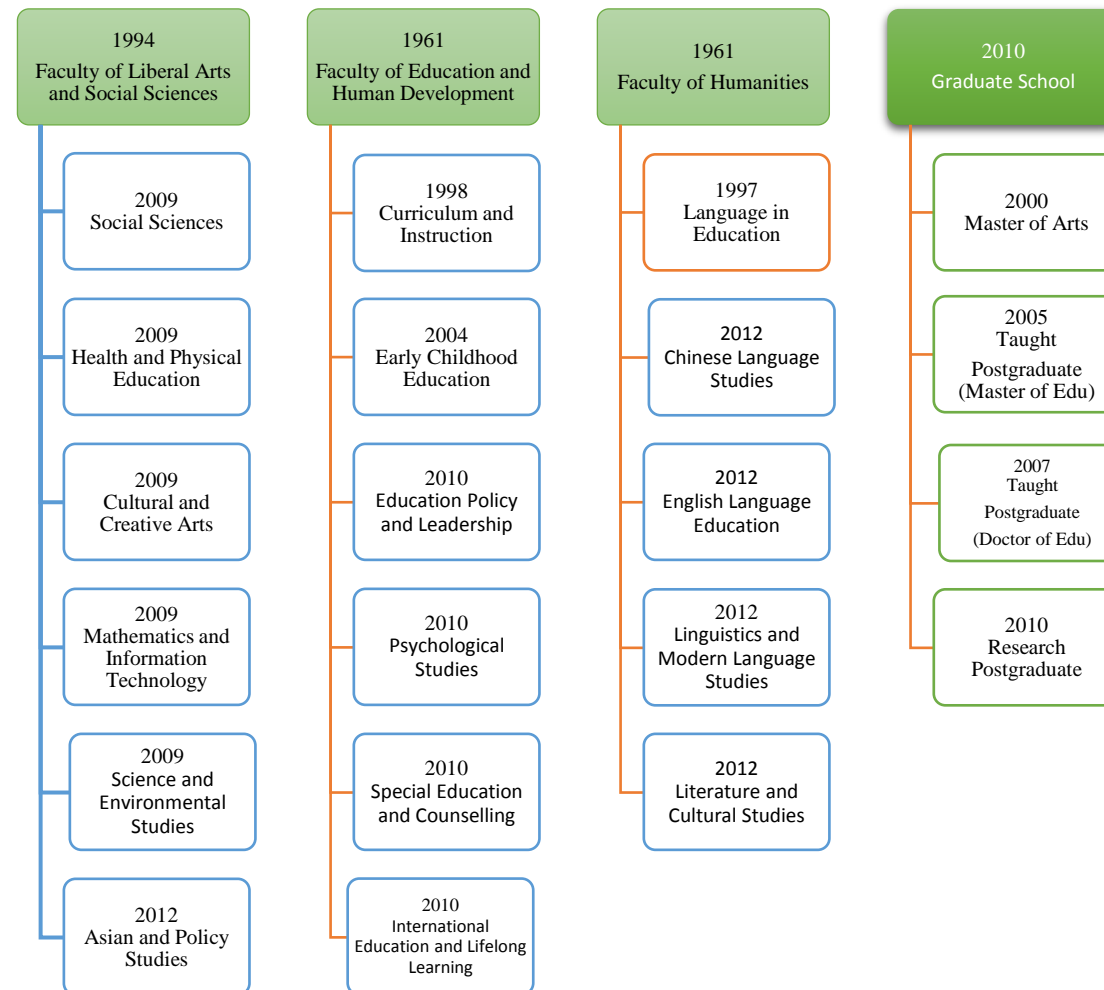 1994
Faculty of Liberal Arts
and Social Sciences
2009
Social Sciences
2009
Health and Physical
Education
2009
Cultural and
Creative Arts
2009
Mathematics and
Information
Technology
2009
Science and
Environmental
Studies
2012
Asian and Policy
Studies
1961
Faculty of Education and
Human Development
1998
Curriculum and
Instruction
2004
Early Childhood
Education
2010
Education Policy
and Leadership
2010
Psychological
Studies
2010
Special Education
and Counselling
2010
International
Education and Lifelong
Learning
1961
Faculty of Humanities
1997
Language in
Education
2012
Chinese Language
Studies
2012
English Language
Education
2012
Linguistics and
Modern Language
Studies
2012
Literature and
Cultural Studies
2010
Graduate School
2000
Master of Arts
2005
Taught
Postgraduate
(Master of Edu)
2007
Taught
Postgraduate
(Doctor of Edu)
2010
Research
Postgraduate